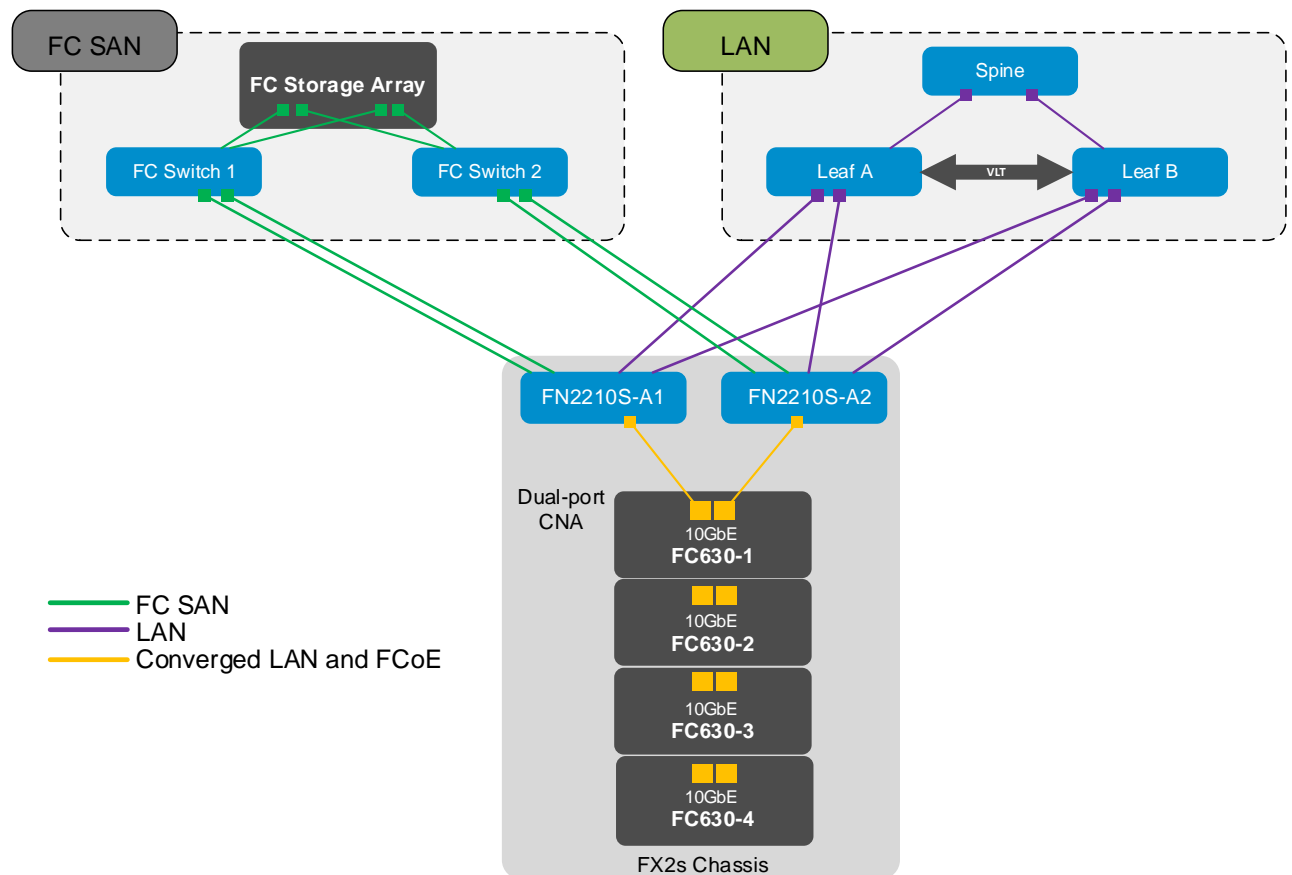 FC SAN
LAN
FC Storage Array
Spine
FC Switch 1
FC Switch 2
Leaf A
VLT
Leaf B
FN2210S-A1
FN2210S-A2
Dual-port
CNA
10GbE
FC630-1
10GbE
FC630-2
10GbE
FC630-3
10GbE
FC630-4
FX2s Chassis
FC SAN
LAN
Converged LAN and FCoE